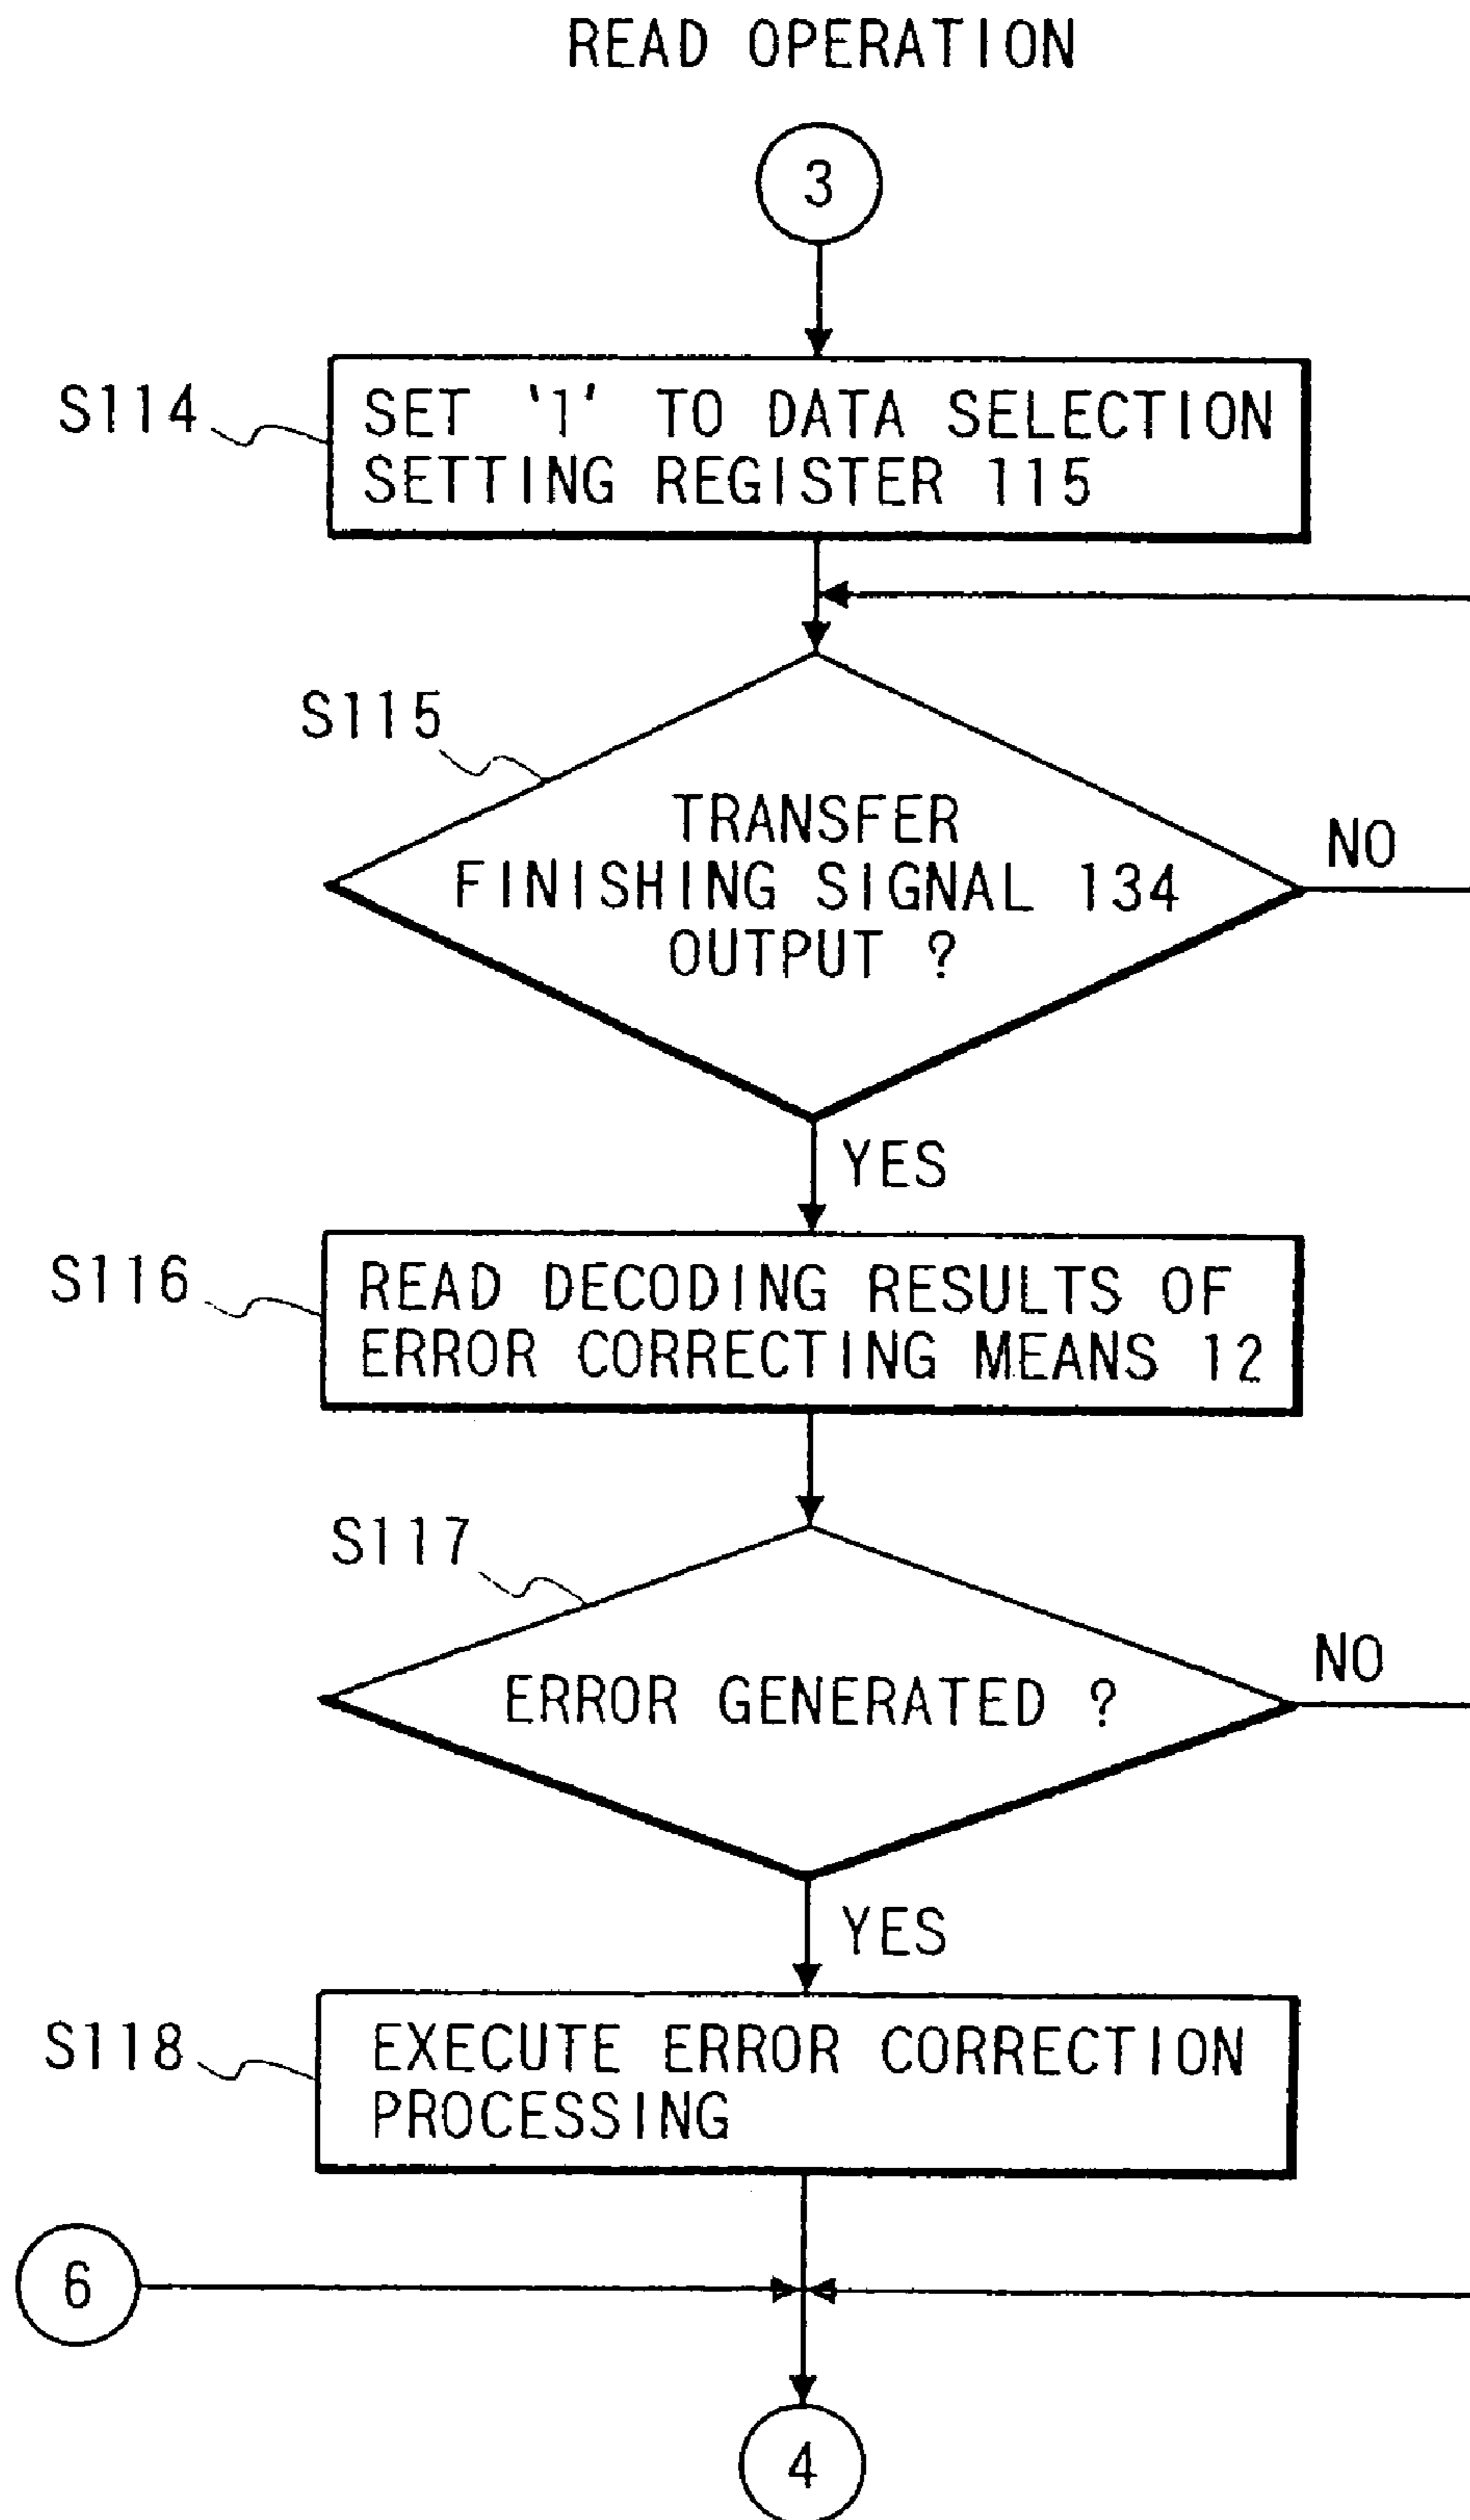 READ OPERATION
3
S114
SET '1' TO DATA SELECTION
SETTING REGISTER 115
S115
TRANSFER
FINISHING SIGNAL 134
OUTPUT ?
NO
YES
S116
READ DECODING RESULTS OF
ERROR CORRECTING MEANS 12
S117
ERROR GENERATED ?
NO
YES
S118
EXECUTE ERROR CORRECTION
PROCESSING
6
4